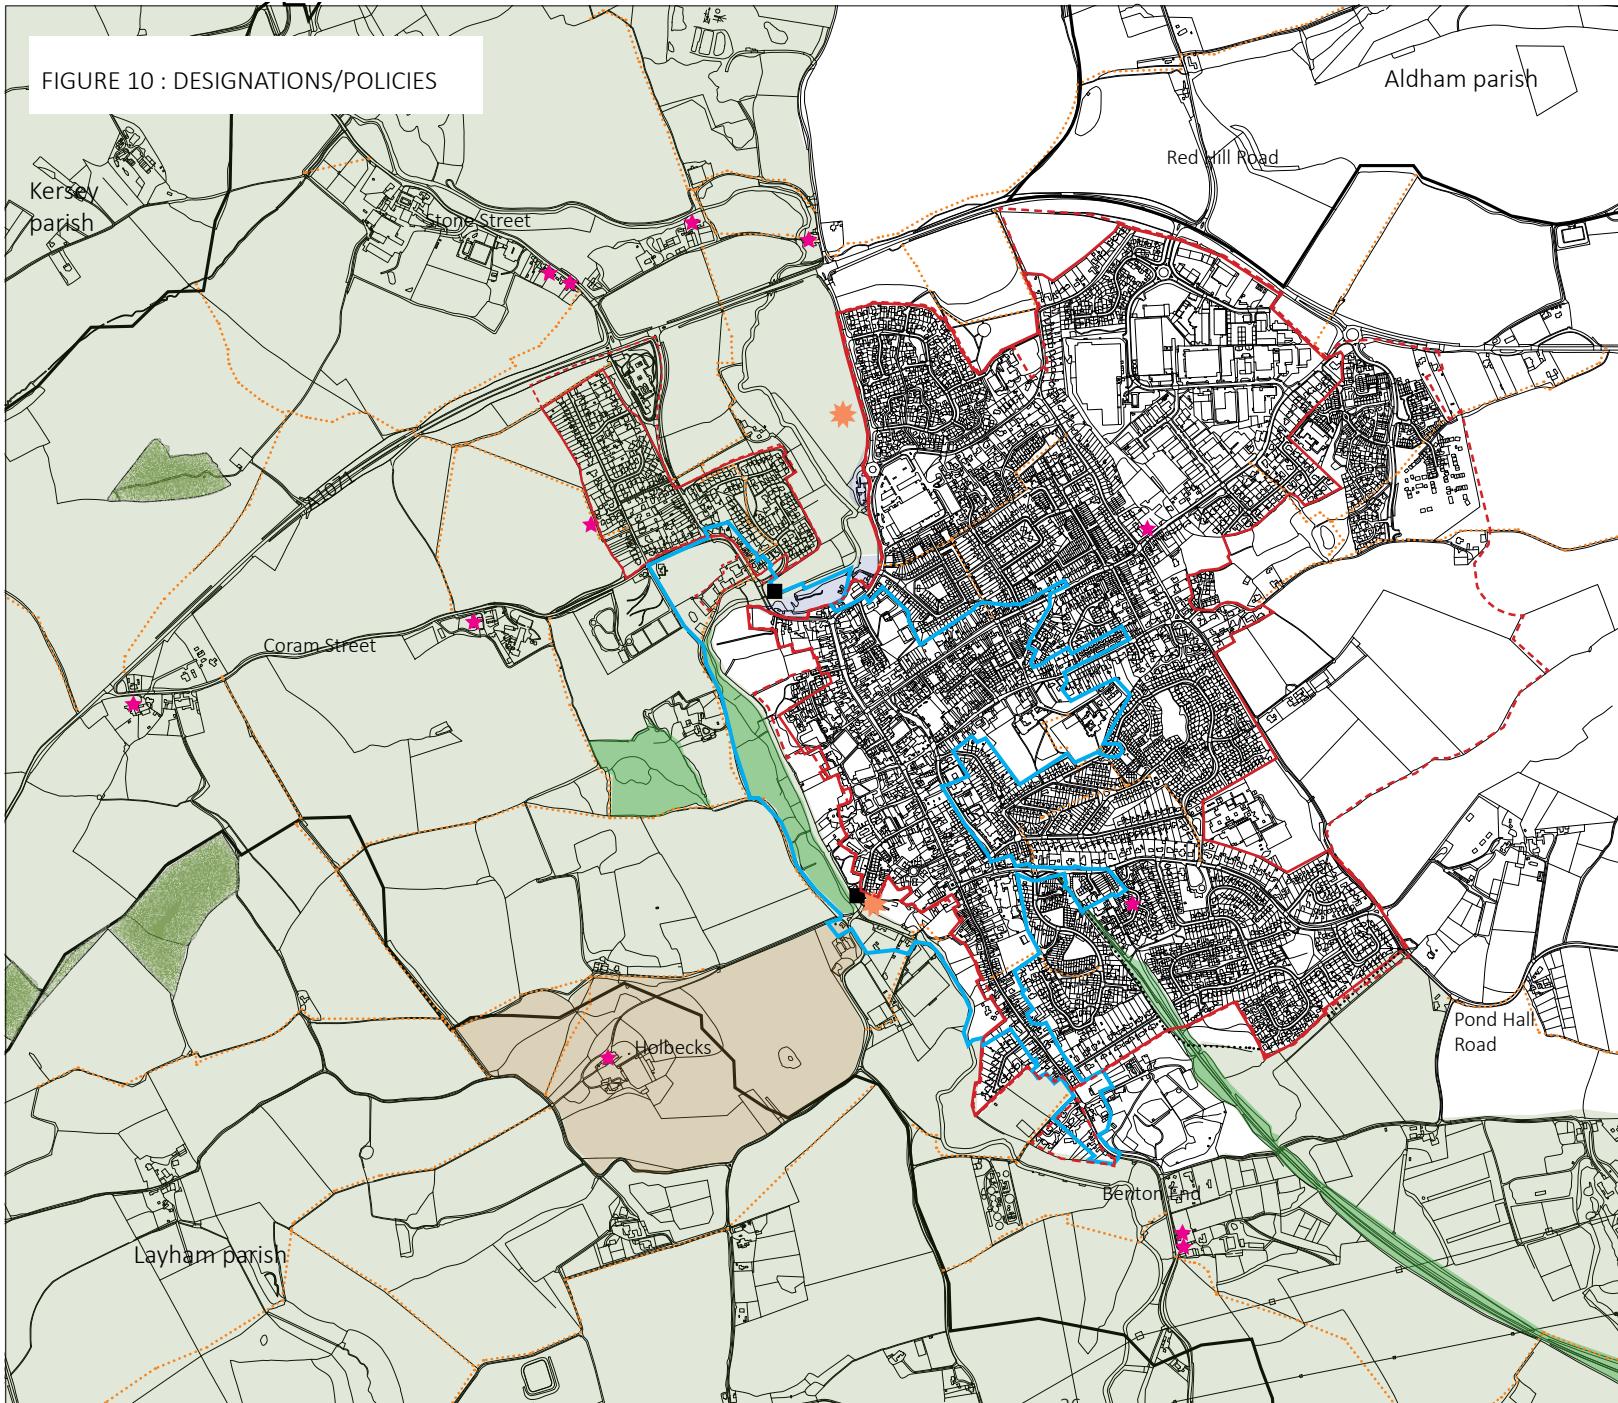 FIGURE 10 : DESIGNATIONS/POLICIES
Aldham parish
Red Hill Road
Kersey
parish
Stone Street
A1071
Coram Street
Holbecks
Pond Hall
Road
Benton End
Layham parish